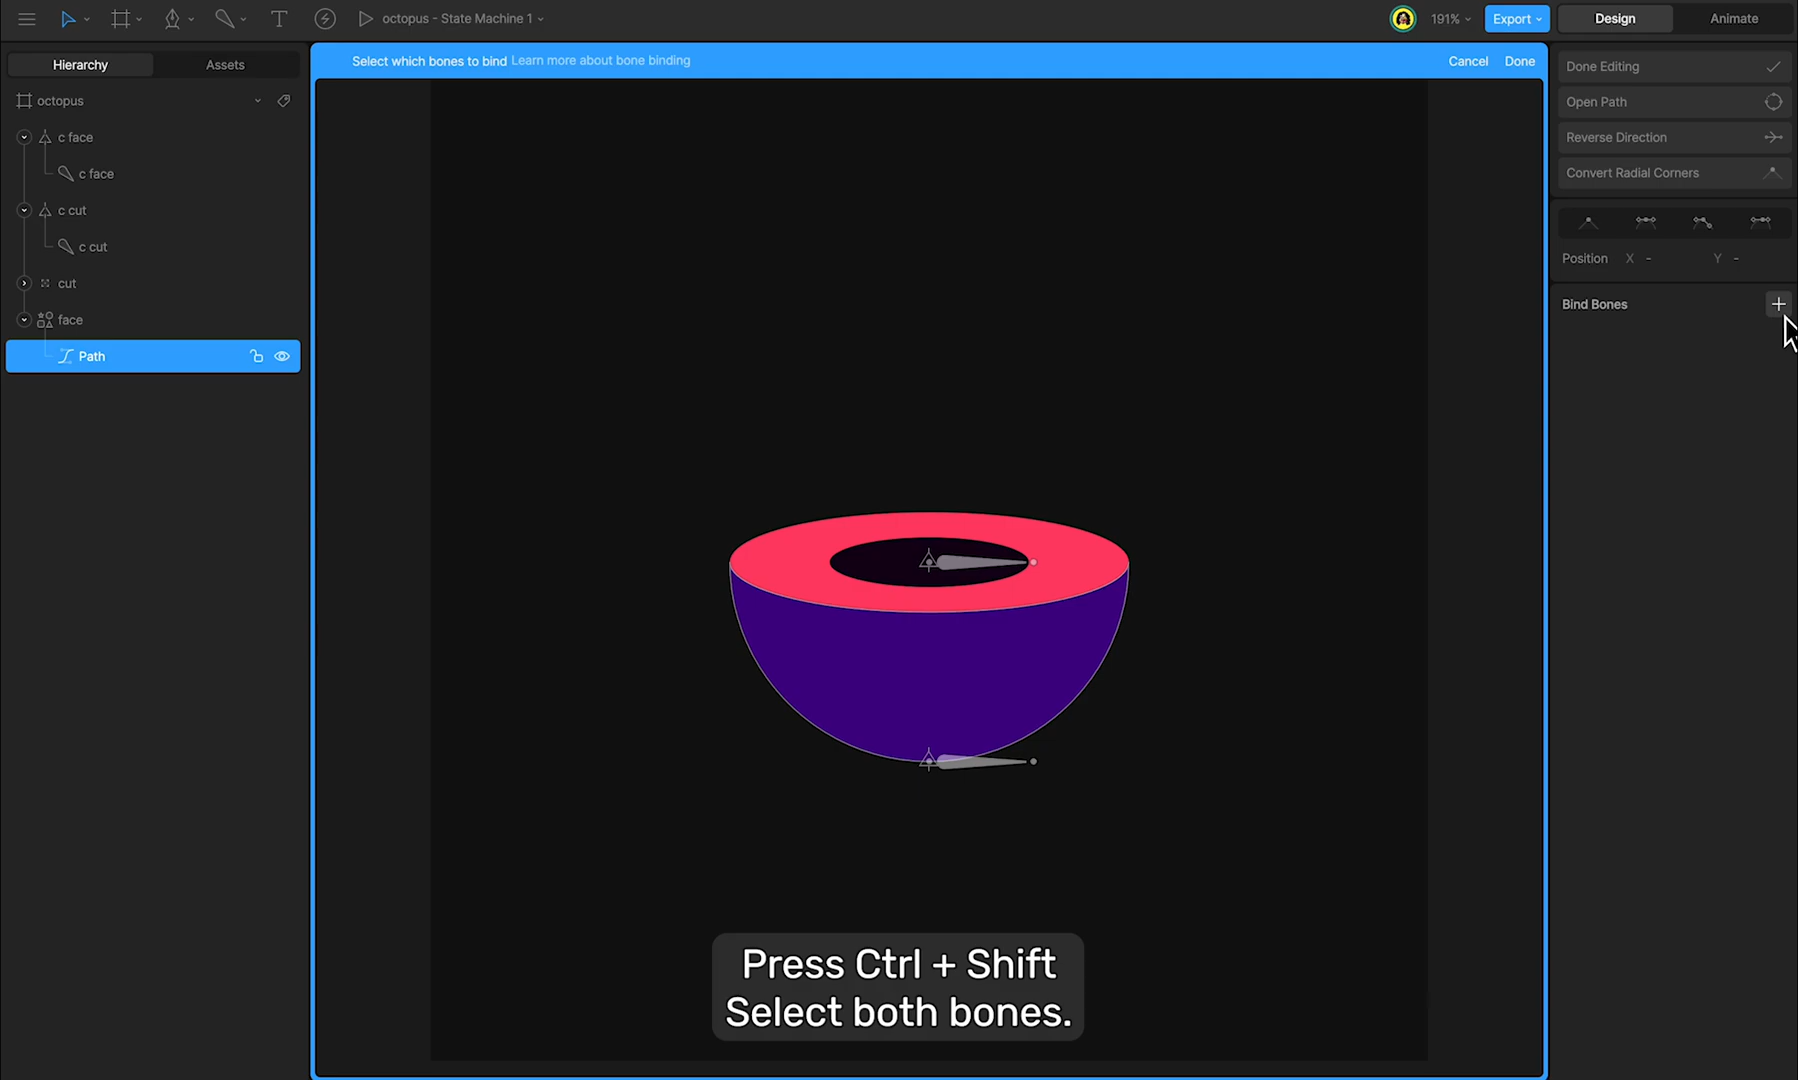 octopus - State Machine 1
191%
Export
Design
Animate
Hierarchy
Assets
Select which bones to bind Learn more about bone binding
Cancel
Done
octopus
c face
c face
c cut
c cut
cut
face
Path
Done Editing
Open Path
Reverse Direction
Convert Radial Corners
Position X - Y -
Bind Bones
Press Ctrl + Shift
Select both bones.